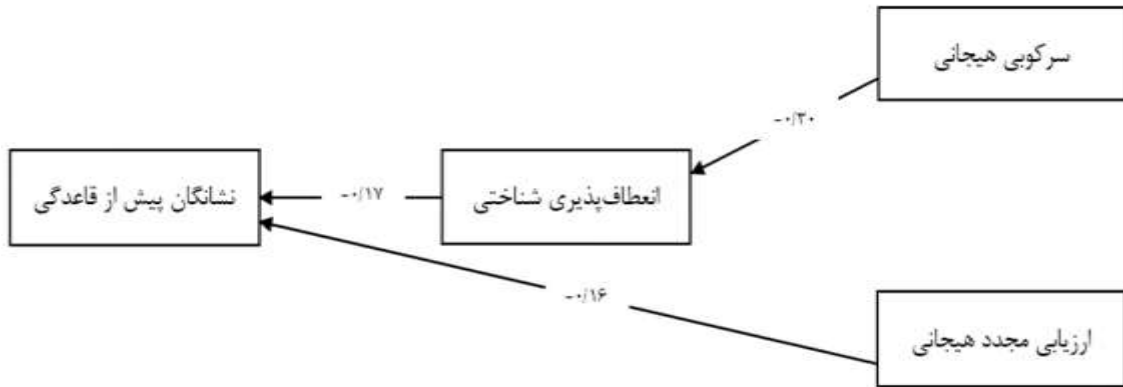 سرکوبی هیجانی
-۰/۳۰
انعطاف‌پذیری شناختی
-۰/۱۷
نشانگان پیش از قاعدگی
-۰/۱۶
ارزیابی مجدد هیجانی